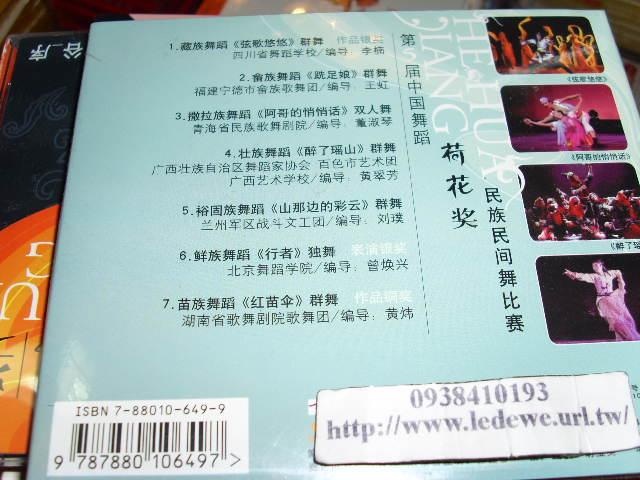 谷_序
1.藏族舞蹈《弦歌悠悠》群舞 作品银奖
四川省舞蹈学校/编导：李楠
2.畲族舞蹈《跣足娘》群舞
福建宁德市畲族歌舞团/编导：王虹
3.撒拉族舞蹈《阿哥的悄悄话》双人舞
青海省民族歌舞剧院/编导：董淑琴
4.壮族舞蹈《醉了瑶山》群舞
广西壮族自治区舞蹈家协会 百色市艺术团
广西艺术学校/编导：黄翠芳
5.裕固族舞蹈《山那边的彩云》群舞
兰州军区战斗文工团/编导：刘璞
6.鲜族舞蹈《行者》独舞 表演银奖
北京舞蹈学院/编导：曾焕兴
7.苗族舞蹈《红苗伞》群舞 作品铜奖
湖南省歌舞剧院歌舞团/编导：黄炜
第 届中国舞蹈
荷花奖
民族民间舞比赛
HEHUA
JIANG
《弦歌悠悠》
《阿哥的悄悄话》
《醉了瑶
ISBN 7-88010-649-9
9 787880 106497 >
0938410193
http://www.ledewe.url.tw/